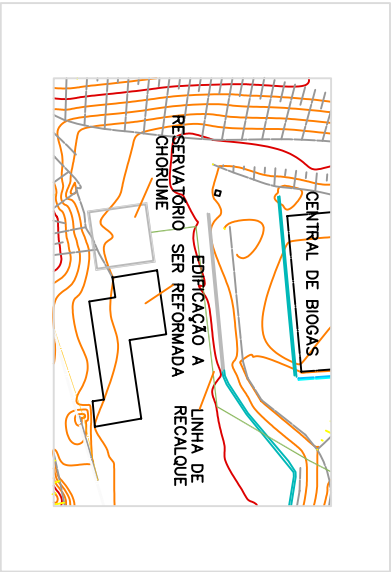 CENTRAL DE BIOGAS
RESERVATÓRIO
CHORUME
EDIFICAÇÃO A
SER REFORMADA
LINHA DE
RECALQUE